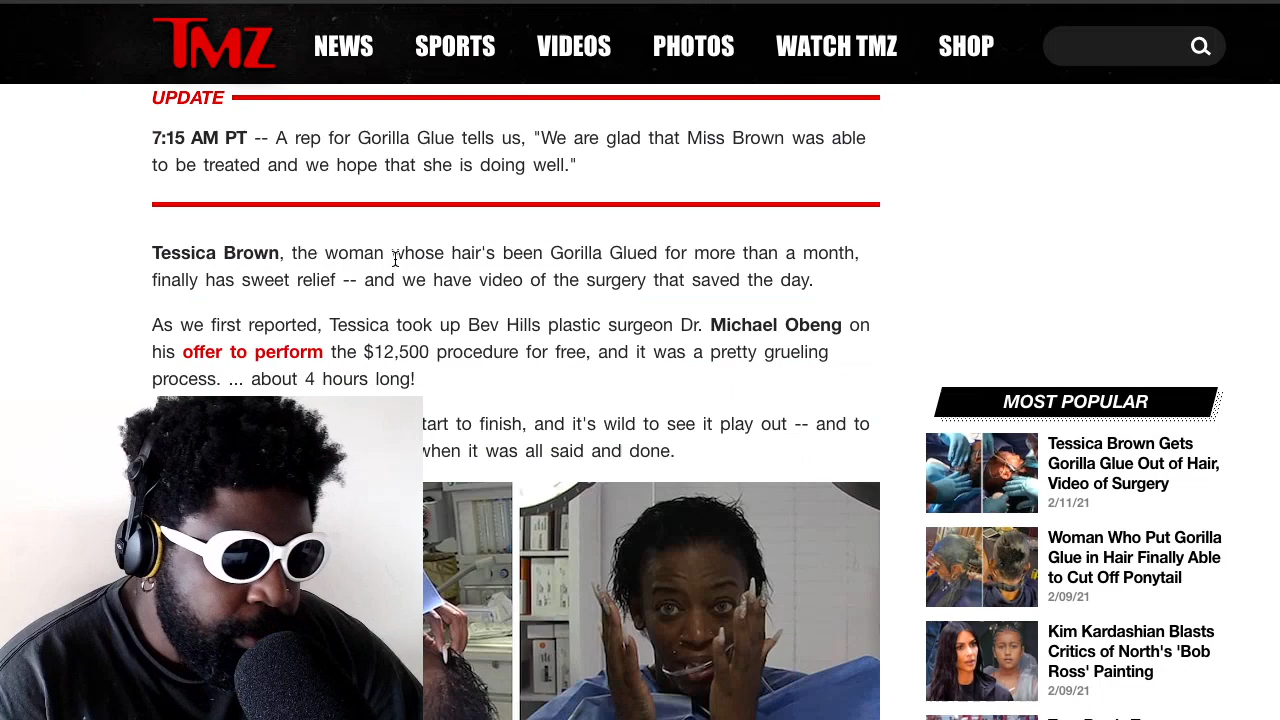 TMZ
NEWS SPORTS VIDEOS PHOTOS WATCH TMZ SHOP
UPDATE
7:15 AM PT -- A rep for Gorilla Glue tells us, "We are glad that Miss Brown was able
to be treated and we hope that she is doing well."
Tessica Brown, the woman whose hair's been Gorilla Glued for more than a month,
finally has sweet relief -- and we have video of the surgery that saved the day.
As we first reported, Tessica took up Bev Hills plastic surgeon Dr. Michael Obeng on
his offer to perform the $12,500 procedure for free, and it was a pretty grueling
process. ... about 4 hours long!
to finish, and it's wild to see it play out -- and to
when it was all said and done.
MOST POPULAR
Tessica Brown Gets
Gorilla Glue Out of Hair,
Video of Surgery
2/11/21
Woman Who Put Gorilla
Glue in Hair Finally Able
to Cut Off Ponytail
2/09/21
Kim Kardashian Blasts
Critics of North's 'Bob
Ross' Painting
2/09/21